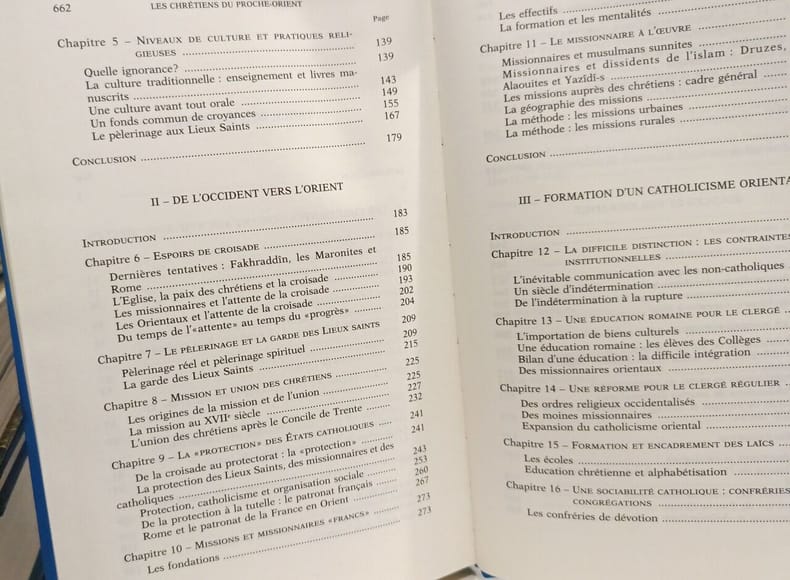 662 LES CHRÉTIENS DU PROCHE-ORIENT
Page
Chapitre 5 – NIVEAUX DE CULTURE ET PRATIQUES RELI-
GIEUSES 139
Quelle ignorance? 139
La culture traditionnelle : enseignement et livres ma-
nuscrits 143
Une culture avant tout orale 149
Un fonds commun de croyances 155
Le pèlerinage aux Lieux Saints 167
CONCLUSION 179
II – DE L'OCCIDENT VERS L'ORIENT
INTRODUCTION 183
Chapitre 6 – ESPOIRS DE CROISADE 185
Dernières tentatives : Fakhraddīn, les Maronites et
Rome 185
L'Eglise, la paix des chrétiens et la croisade 190
Les missionnaires et l'attente de la croisade 193
Les Orientaux et l'attente de la croisade 202
Du temps de l'«attente» au temps du «progrès» 204
Chapitre 7 – LE PÈLERINAGE ET LA GARDE DES LIEUX SAINTS 209
Pèlerinage réel et pèlerinage spirituel 209
La garde des Lieux Saints 215
Chapitre 8 – MISSION ET UNION DES CHRÉTIENS 225
Les origines de la mission et de l'union 225
La mission au XVIIe siècle 227
L'union des chrétiens après le Concile de Trente 232
Chapitre 9 – LA «PROTECTION» DES ÉTATS CATHOLIQUES 241
De la croisade au protectorat : la «protection» 241
La protection des Lieux Saints, des missionnaires et des
catholiques 243
Protection, catholicisme et organisation sociale 253
De la protection à la tutelle : le patronat français 260
Rome et le patronat de la France en Orient 267
Chapitre 10 – MISSIONS ET MISSIONNAIRES «FRANCS» 273
Les fondations 273
Les effectifs
La formation et les mentalités
Chapitre 11 – LE MISSIONNAIRE À L'ŒUVRE
Missionnaires et musulmans sunnites
Missionnaires et dissidents de l'islam : Druzes,
Alaouites et Yazīdī-s
Les missions auprès des chrétiens : cadre général
La géographie des missions
La méthode : les missions urbaines
La méthode : les missions rurales
CONCLUSION
III – FORMATION D'UN CATHOLICISME ORIENTA
INTRODUCTION
Chapitre 12 – LA DIFFICILE DISTINCTION : LES CONTRAINTES
INSTITUTIONNELLES
L'inévitable communication avec les non-catholiques
Un siècle d'indétermination
De l'indétermination à la rupture
Chapitre 13 – UNE ÉDUCATION ROMAINE POUR LE CLERGÉ
L'importation de biens culturels
Une éducation romaine : les élèves des Collèges
Bilan d'une éducation : la difficile intégration
Des missionnaires orientaux
Chapitre 14 – UNE RÉFORME POUR LE CLERGÉ RÉGULIER
Des ordres religieux occidentalisés
Des moines missionnaires
Expansion du catholicisme oriental
Chapitre 15 – FORMATION ET ENCADREMENT DES LAÏCS
Les écoles
Education chrétienne et alphabétisation
Chapitre 16 – UNE SOCIABILITÉ CATHOLIQUE : CONFRÉRIES
CONGRÉGATIONS
Les confréries de dévotion